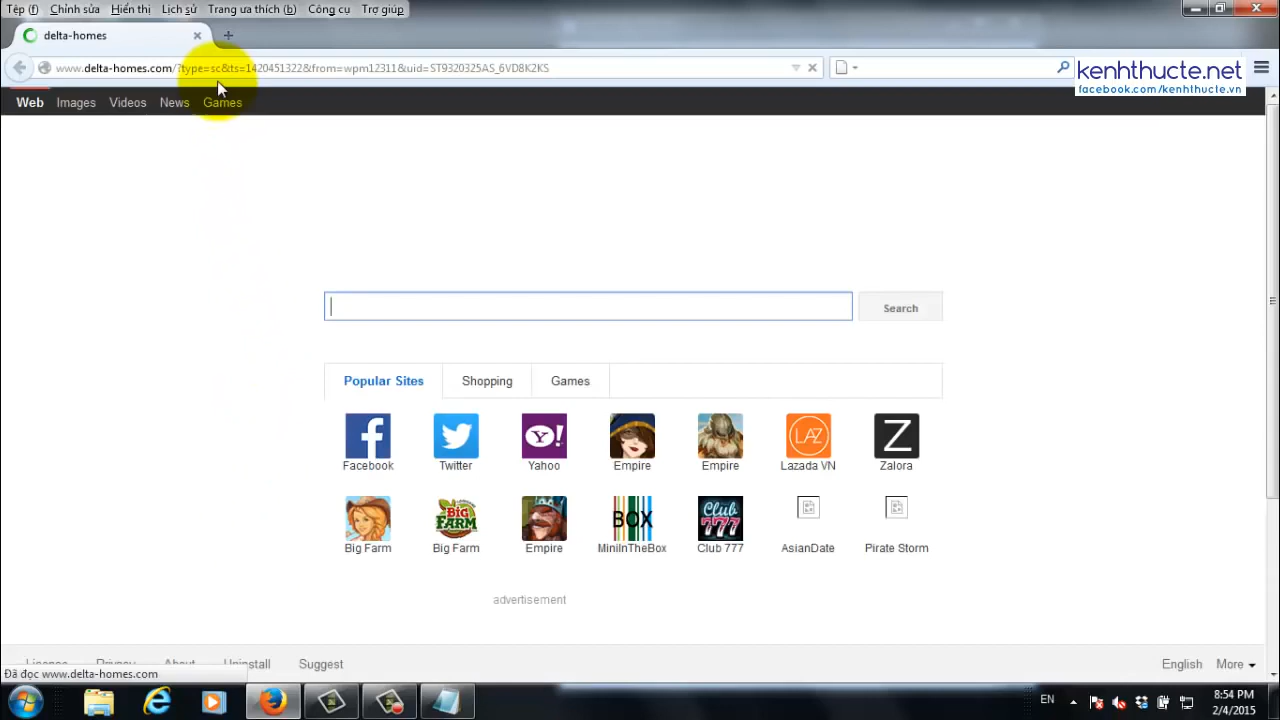 Tệp (f) Chỉnh sửa Hiển thị Lịch sử Trang ưa thích (b) Công cụ Trợ giúp
delta-homes
www.delta-homes.com/?type=sc&ts=1420451322&from=wpm12311&uid=ST9320325AS_6VD8K2KS
kenhthucte.net
facebook.com/kenhthucte.vn
Web Images Videos News Games
Search
Popular Sites Shopping Games
Facebook Twitter Yahoo Empire Empire Lazada VN Zalora
Big Farm Big Farm Empire MiniInTheBox Club 777 AsianDate Pirate Storm
advertisement
License Privacy About Uninstall Suggest English More
Đã đọc www.delta-homes.com
EN 8:54 PM
2/4/2015